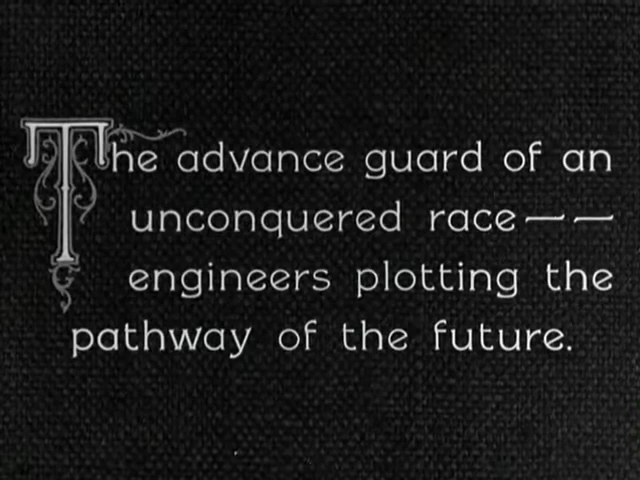 The advance guard of an
unconquered race——
engineers plotting the
pathway of the future.